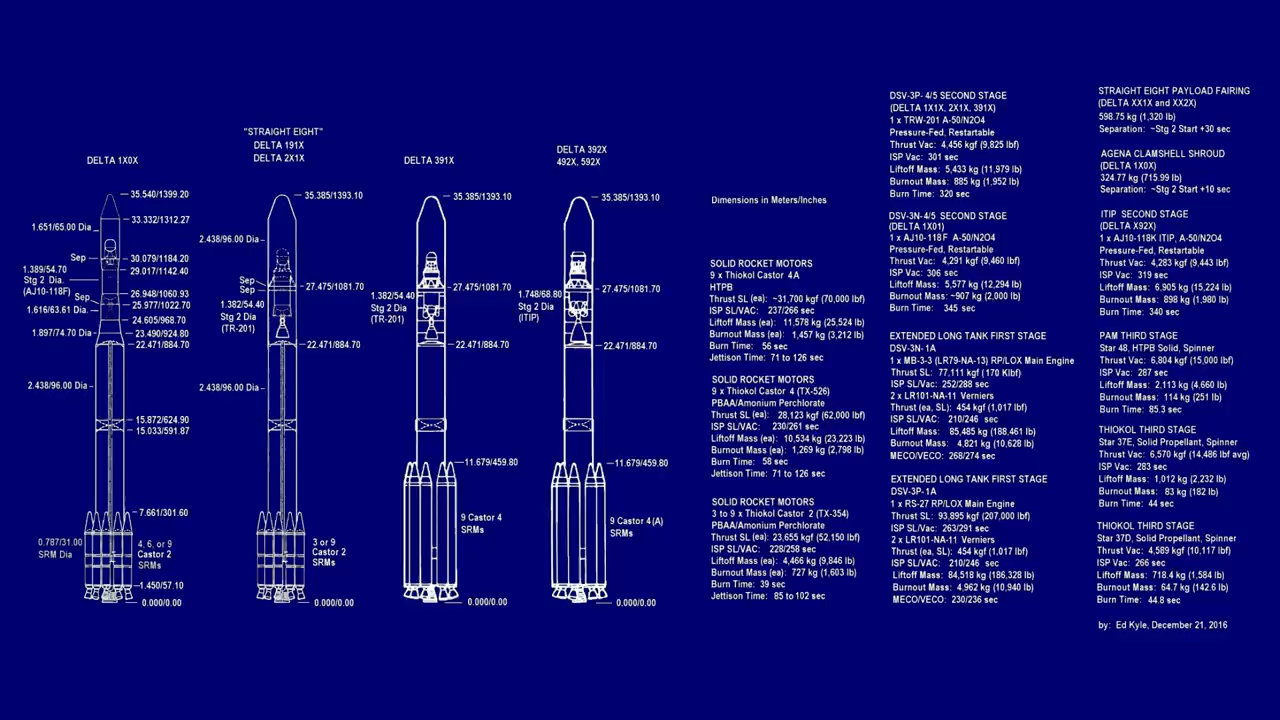 DELTA 1X0X
35.540/1399.20
33.332/1312.27
1.651/65.00 Dia
Sep
30.079/1184.20
29.017/1142.40
1.389/54.70
Stg 2 Dia.
(AJ10-118F)
Sep
26.948/1060.93
25.977/1022.70
1.616/63.61 Dia.
24.605/968.70
1.897/74.70 Dia
23.490/924.80
22.471/884.70
2.438/96.00 Dia
15.872/624.90
15.033/591.87
7.661/301.60
0.787/31.00
SRM Dia
4, 6, or 9
Castor 2
SRMs
1.450/57.10
0.000/0.00
"STRAIGHT EIGHT"
DELTA 191X
DELTA 2X1X
35.385/1393.10
2.438/96.00 Dia
Sep
Sep
27.475/1081.70
1.382/54.40
Stg 2 Dia
(TR-201)
22.471/884.70
2.438/96.00 Dia
3 or 9
Castor 2
SRMs
0.000/0.00
DELTA 391X
35.385/1393.10
27.475/1081.70
1.382/54.40
Stg 2 Dia
(TR-201)
22.471/884.70
11.679/459.80
9 Castor 4
SRMs
0.000/0.00
DELTA 392X
492X, 592X
35.385/1393.10
27.475/1081.70
1.748/68.80
Stg 2 Dia
(ITIP)
22.471/884.70
11.679/459.80
9 Castor 4(A)
SRMs
0.000/0.00
Dimensions in Meters/Inches
SOLID ROCKET MOTORS
9 x Thiokol Castor 4A
HTPB
Thrust SL (ea): ~31,700 kgf (70,000 lbf)
ISP SL/VAC: 237/266 sec
Liftoff Mass (ea): 11,578 kg (25,524 lb)
Burnout Mass (ea): 1,457 kg (3,212 lb)
Burn Time: 56 sec
Jettison Time: 71 to 126 sec
SOLID ROCKET MOTORS
9 x Thiokol Castor 4 (TX-526)
PBAA/Amonium Perchlorate
Thrust SL (ea): 28,123 kgf (62,000 lbf)
ISP SL/VAC: 230/261 sec
Liftoff Mass (ea): 10,534 kg (23,223 lb)
Burnout Mass (ea): 1,269 kg (2,798 lb)
Burn Time: 58 sec
Jettison Time: 71 to 126 sec
SOLID ROCKET MOTORS
3 to 9 x Thiokol Castor 2 (TX-354)
PBAA/Amonium Perchlorate
Thrust SL (ea): 23,655 kgf (52,150 lbf)
ISP SL/VAC: 228/258 sec
Liftoff Mass (ea): 4,466 kg (9,846 lb)
Burnout Mass (ea): 727 kg (1,603 lb)
Burn Time: 39 sec
Jettison Time: 85 to 102 sec
DSV-3P- 4/5 SECOND STAGE
(DELTA 1X1X, 2X1X, 391X)
1 x TRW-201 A-50/N2O4
Pressure-Fed, Restartable
Thrust Vac: 4,456 kgf (9,825 lbf)
ISP Vac: 301 sec
Liftoff Mass: 5,433 kg (11,979 lb)
Burnout Mass: 885 kg (1,952 lb)
Burn Time: 320 sec
DSV-3N-4/5 SECOND STAGE
(DELTA 1X01)
1 x AJ10-118F A-50/N2O4
Pressure-Fed, Restartable
Thrust Vac: 4,291 kgf (9,460 lbf)
ISP Vac: 306 sec
Liftoff Mass: 5,577 kg (12,294 lb)
Burnout Mass: ~907 kg (2,000 lb)
Burn Time: 345 sec
EXTENDED LONG TANK FIRST STAGE
DSV-3N-1A
1 x MB-3-3 (LR79-NA-13) RP/LOX Main Engine
Thrust SL: 77,111 kgf (170 Klbf)
ISP SL/Vac: 252/288 sec
2 x LR101-NA-11 Verniers
Thrust (ea, SL): 454 kgf (1,017 lbf)
ISP SL/VAC: 210/246 sec
Liftoff Mass: 85,485 kg (188,461 lb)
Burnout Mass: 4,821 kg (10,628 lb)
MECO/VECO: 268/274 sec
EXTENDED LONG TANK FIRST STAGE
DSV-3P-1A
1 x RS-27 RP/LOX Main Engine
Thrust SL: 93,895 kgf (207,000 lbf)
ISP SL/Vac: 263/291 sec
2 x LR101-NA-11 Verniers
Thrust (ea, SL): 454 kgf (1,017 lbf)
ISP SL/VAC: 210/246 sec
Liftoff Mass: 84,518 kg (186,328 lb)
Burnout Mass: 4,962 kg (10,940 lb)
MECO/VECO: 230/236 sec
STRAIGHT EIGHT PAYLOAD FAIRING
(DELTA XX1X and XX2X)
598.75 kg (1,320 lb)
Separation: ~Stg 2 Start +30 sec
AGENA CLAMSHELL SHROUD
(DELTA 1X0X)
324.77 kg (715.99 lb)
Separation: ~Stg 2 Start +10 sec
ITIP SECOND STAGE
(DELTA X92X)
1 x AJ10-118K ITIP, A-50/N2O4
Pressure-Fed, Restartable
Thrust Vac: 4,283 kgf (9,443 lbf)
ISP Vac: 319 sec
Liftoff Mass: 6,905 kg (15,224 lb)
Burnout Mass: 898 kg (1,980 lb)
Burn Time: 340 sec
PAM THIRD STAGE
Star 48, HTPB Solid, Spinner
Thrust Vac: 6,804 kgf (15,000 lbf)
ISP Vac: 287 sec
Liftoff Mass: 2,113 kg (4,660 lb)
Burnout Mass: 114 kg (251 lb)
Burn Time: 85.3 sec
THIOKOL THIRD STAGE
Star 37E, Solid Propellant, Spinner
Thrust Vac: 6,570 kgf (14,486 lbf avg)
ISP Vac: 283 sec
Liftoff Mass: 1,012 kg (2,232 lb)
Burnout Mass: 83 kg (182 lb)
Burn Time: 44 sec
THIOKOL THIRD STAGE
Star 37D, Solid Propellant, Spinner
Thrust Vac: 4,589 kgf (10,117 lbf)
ISP Vac: 266 sec
Liftoff Mass: 718.4 kg (1,584 lb)
Burnout Mass: 64.7 kg (142.6 lb)
Burn Time: 44.8 sec
by: Ed Kyle, December 21, 2016